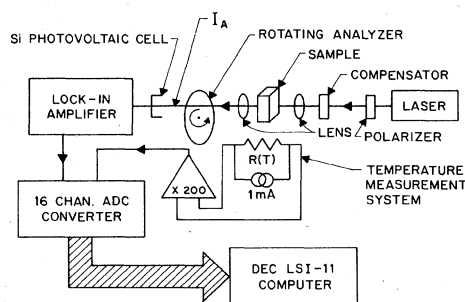 Si PHOTOVOLTAIC CELL
I_A
ROTATING ANALYZER
SAMPLE
COMPENSATOR
LOCK-IN
AMPLIFIER
LASER
LENS
POLARIZER
R(T)
1mA
TEMPERATURE
MEASUREMENT
SYSTEM
X 200
16 CHAN. ADC
CONVERTER
DEC LSI-11
COMPUTER